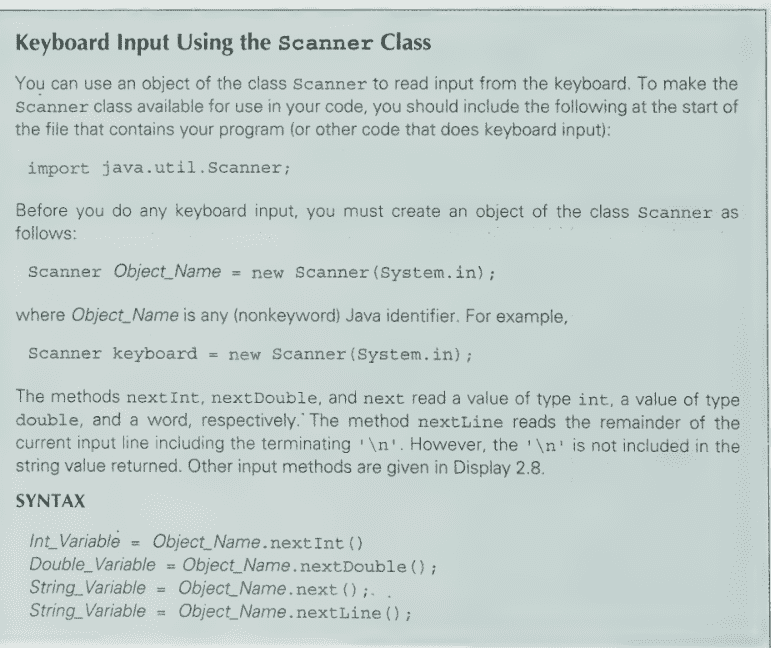 Keyboard Input Using the Scanner Class
You can use an object of the class Scanner to read input from the keyboard. To make the
Scanner class available for use in your code, you should include the following at the start of
the file that contains your program (or other code that does keyboard input):
import java.util.Scanner;
Before you do any keyboard input, you must create an object of the class Scanner as
follows:
Scanner Object_Name = new Scanner(System.in);
where Object_Name is any (nonkeyword) Java identifier. For example,
Scanner keyboard = new Scanner(System.in);
The methods nextInt, nextDouble, and next read a value of type int, a value of type
double, and a word, respectively. The method nextLine reads the remainder of the
current input line including the terminating '\n'. However, the '\n' is not included in the
string value returned. Other input methods are given in Display 2.8.
SYNTAX
Int_Variable = Object_Name.nextInt()
Double_Variable = Object_Name.nextDouble();
String_Variable = Object_Name.next();
String_Variable = Object_Name.nextLine();